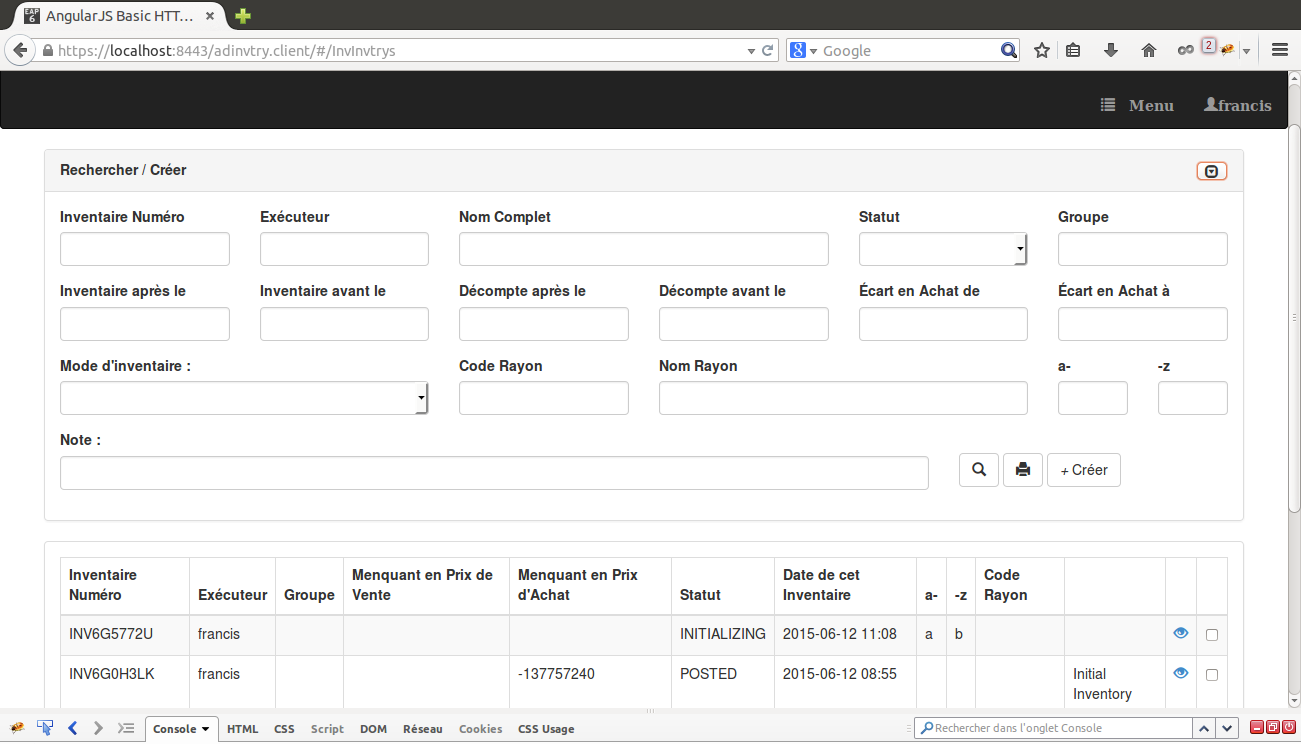 EAP 6 AngularJS Basic HTT...
https://localhost:8443/adinvtry.client/#/InvInvtrys
8 Google
2
Menu francis
Rechercher / Créer
Inventaire Numéro Exécuteur Nom Complet Statut Groupe
Inventaire après le Inventaire avant le Décompte après le Décompte avant le Écart en Achat de Écart en Achat à
Mode d'inventaire : Code Rayon Nom Rayon a- -z
Note :
+ Créer
Inventaire Numéro Exécuteur Groupe Menquant en Prix de Vente Menquant en Prix d'Achat Statut Date de cet Inventaire a- -z Code Rayon
INV6G5772U francis INITIALIZING 2015-06-12 11:08 a b
INV6G0H3LK francis -137757240 POSTED 2015-06-12 08:55 Initial Inventory
Console HTML CSS Script DOM Réseau Cookies CSS Usage Rechercher dans l'onglet Console